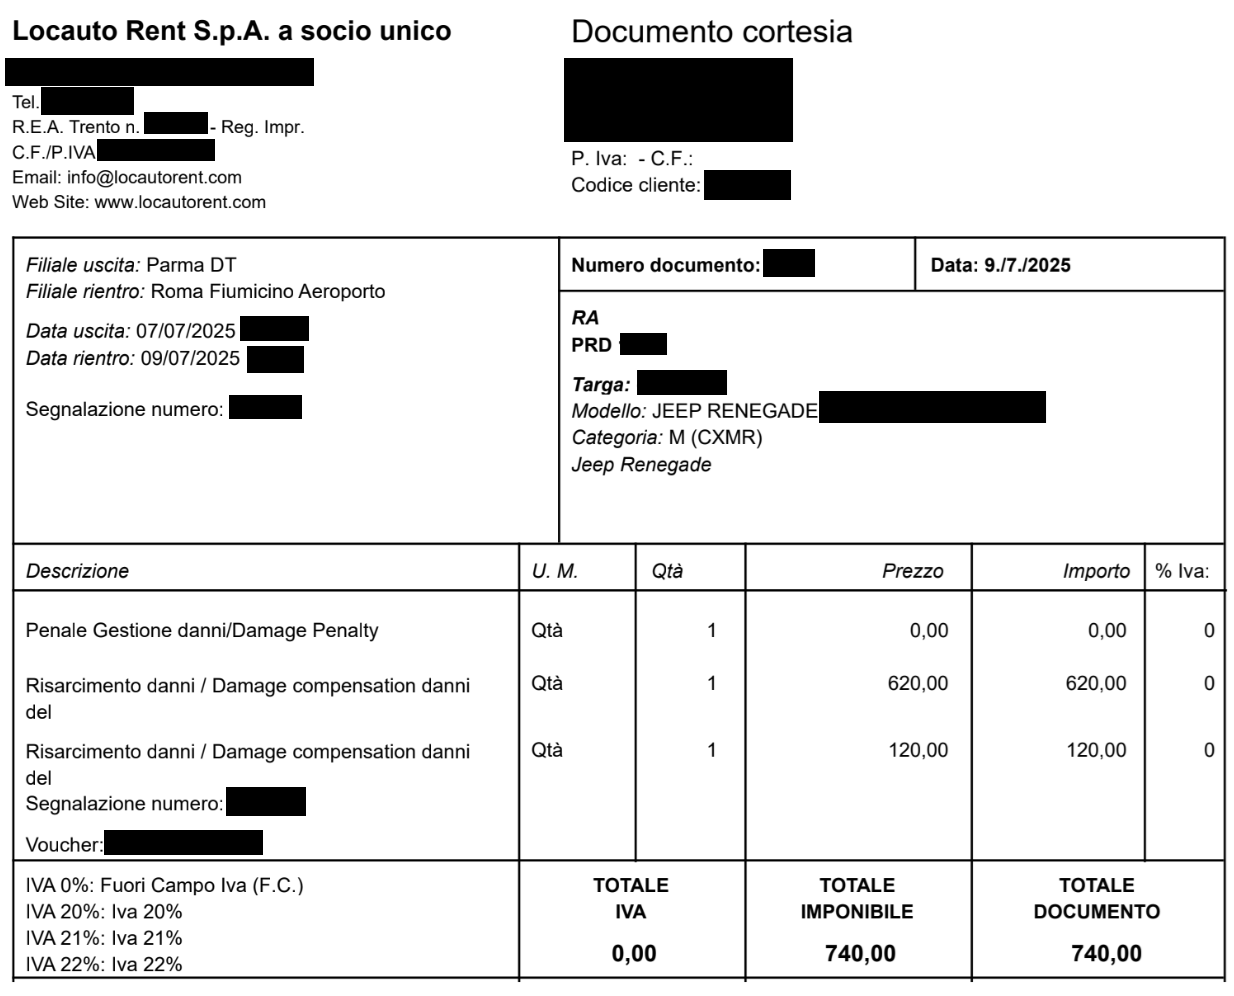 Locauto Rent S.p.A. a socio unico
Tel.
R.E.A. Trento n. - Reg. Impr.
C.F./P.IVA
Email: info@locautorent.com
Web Site: www.locautorent.com
Documento cortesia
P. Iva: - C.F.:
Codice cliente:
Filiale uscita: Parma DT
Filiale rientro: Roma Fiumicino Aeroporto
Data uscita: 07/07/2025
Data rientro: 09/07/2025
Segnalazione numero:
Numero documento:
Data: 9./7./2025
RA
PRD
Targa:
Modello: JEEP RENEGADE
Categoria: M (CXMR)
Jeep Renegade
Descrizione U. M. Qtà Prezzo Importo % Iva:
Penale Gestione danni/Damage Penalty Qtà 1 0,00 0,00 0
Risarcimento danni / Damage compensation danni Qtà 1 620,00 620,00 0
del
Risarcimento danni / Damage compensation danni Qtà 1 120,00 120,00 0
del
Segnalazione numero:
Voucher:
IVA 0%: Fuori Campo Iva (F.C.)
IVA 20%: Iva 20%
IVA 21%: Iva 21%
IVA 22%: Iva 22%
TOTALE
IVA
0,00
TOTALE
IMPONIBILE
740,00
TOTALE
DOCUMENTO
740,00